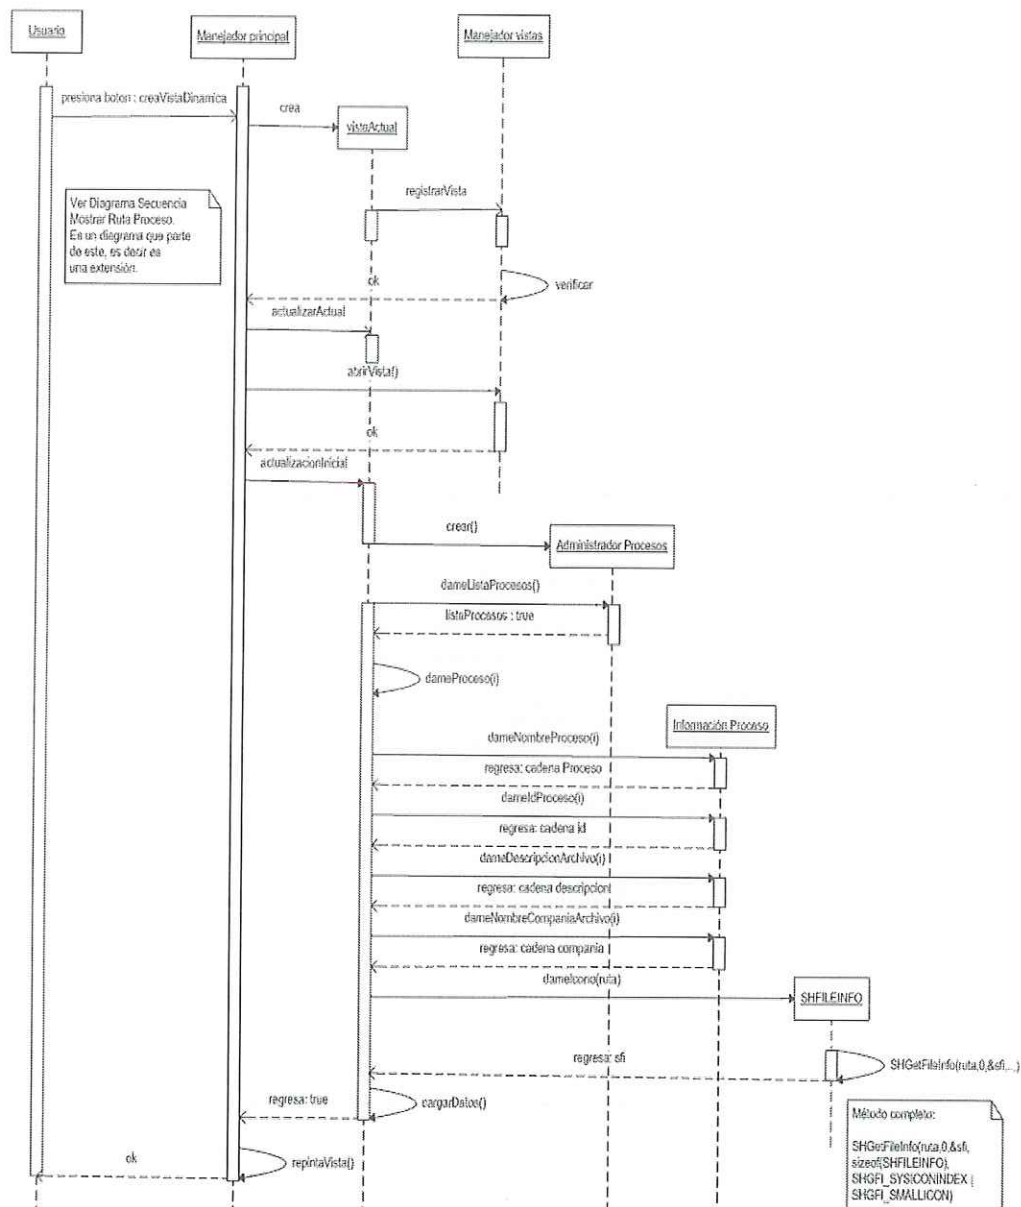 Usuario
Manejador principal
Manejador vistas
presiona boton : creaVistaDinamica
crea
vistaActual
registrarVista
Ver Diagrama Secuencia
Mostrar Ruta Proceso.
Es un diagrama que parte
de este, es decir es
una extensión.
verificar
ok
actualizarActual
abrirVista()
ok
actualizacionInicial
crear()
Administrador Procesos
dameListaProcesos()
listaProcesos : true
dameProceso(i)
Información Proceso
dameNombreProceso(i)
regresa: cadena Proceso
dameIdProceso(i)
regresa: cadena id
dameDescripcionArchivo(i)
regresa: cadena descripcion
dameNombreCompaniaArchivo(i)
regresa: cadena compania
dameIcono(ruta)
SHFILEINFO
regresa: sfi
SHGetFileInfo(ruta,0,&sfi,...)
regresa: true
cargarDatos()
Método completo:
SHGetFileInfo(ruta,0,&sfi,
sizeof(SHFILEINFO),
SHGFI_SYSICONINDEX |
SHGFI_SMALLICON)
ok
repintaVista()